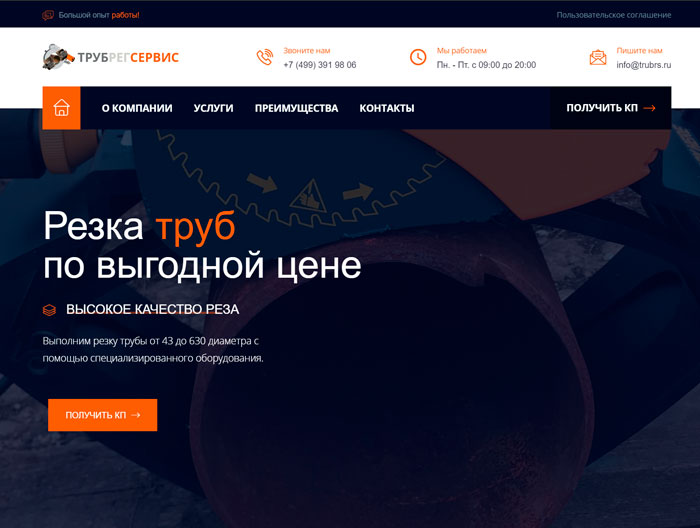 Большой опыт работы!
Пользовательское соглашение
ТРУБРЕГСЕРВИС
Звоните нам
+7 (499) 391 98 06
Мы работаем
Пн. - Пт. с 09:00 до 20:00
Пишите нам
info@trubrs.ru
О КОМПАНИИ
УСЛУГИ
ПРЕИМУЩЕСТВА
КОНТАКТЫ
ПОЛУЧИТЬ КП
Резка труб
по выгодной цене
ВЫСОКОЕ КАЧЕСТВО РЕЗА
Выполним резку трубы от 43 до 630 диаметра с
помощью специализированного оборудования.
ПОЛУЧИТЬ КП